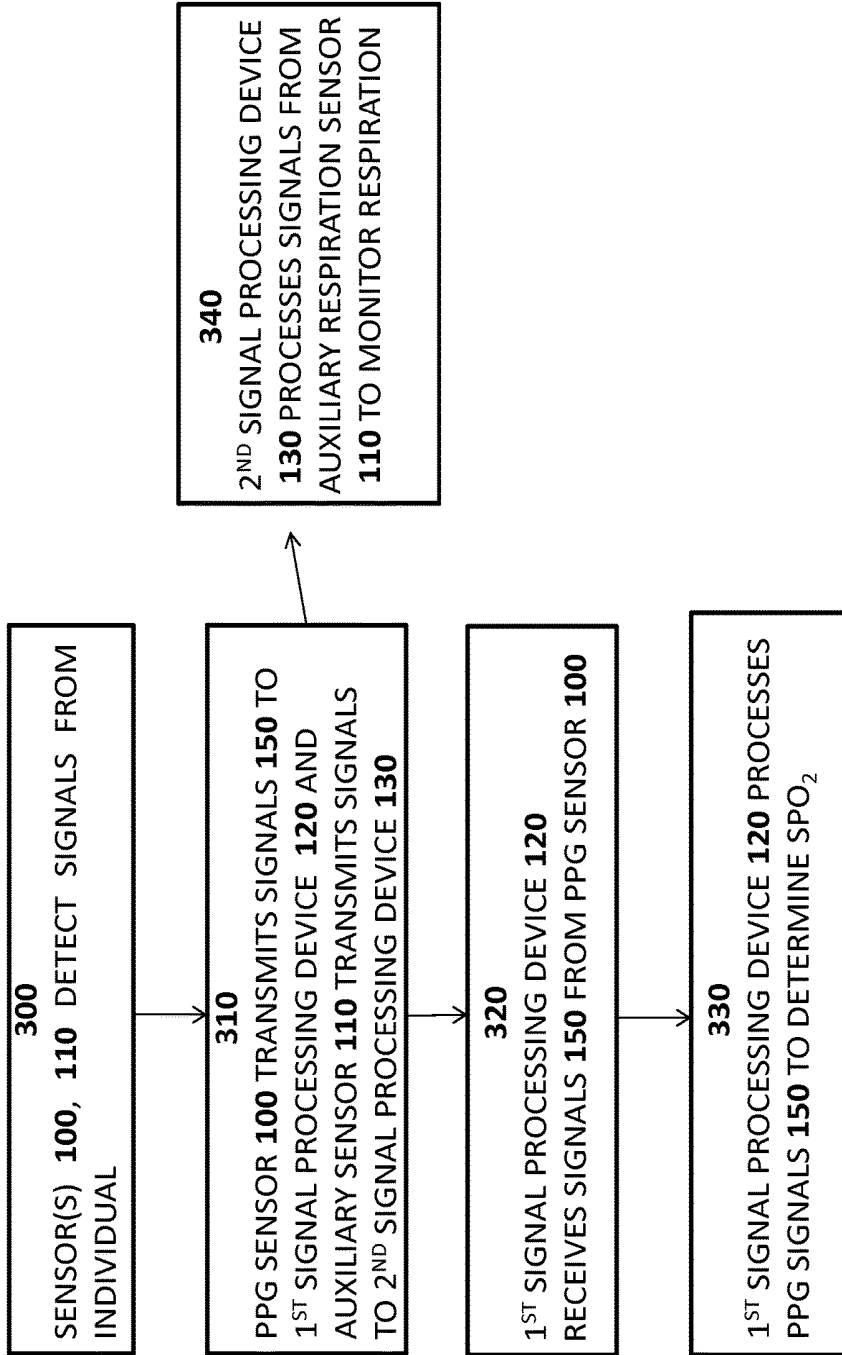 300
SENSOR(S) 100, 110 DETECT SIGNALS FROM
INDIVIDUAL
310
PPG SENSOR 100 TRANSMITS SIGNALS 150 TO
1ST SIGNAL PROCESSING DEVICE 120 AND
AUXILIARY SENSOR 110 TRANSMITS SIGNALS
TO 2ND SIGNAL PROCESSING DEVICE 130
320
1ST SIGNAL PROCESSING DEVICE 120
RECEIVES SIGNALS 150 FROM PPG SENSOR 100
330
1ST SIGNAL PROCESSING DEVICE 120 PROCESSES
PPG SIGNALS 150 TO DETERMINE SPO2
340
2ND SIGNAL PROCESSING DEVICE
130 PROCESSES SIGNALS FROM
AUXILIARY RESPIRATION SENSOR
110 TO MONITOR RESPIRATION